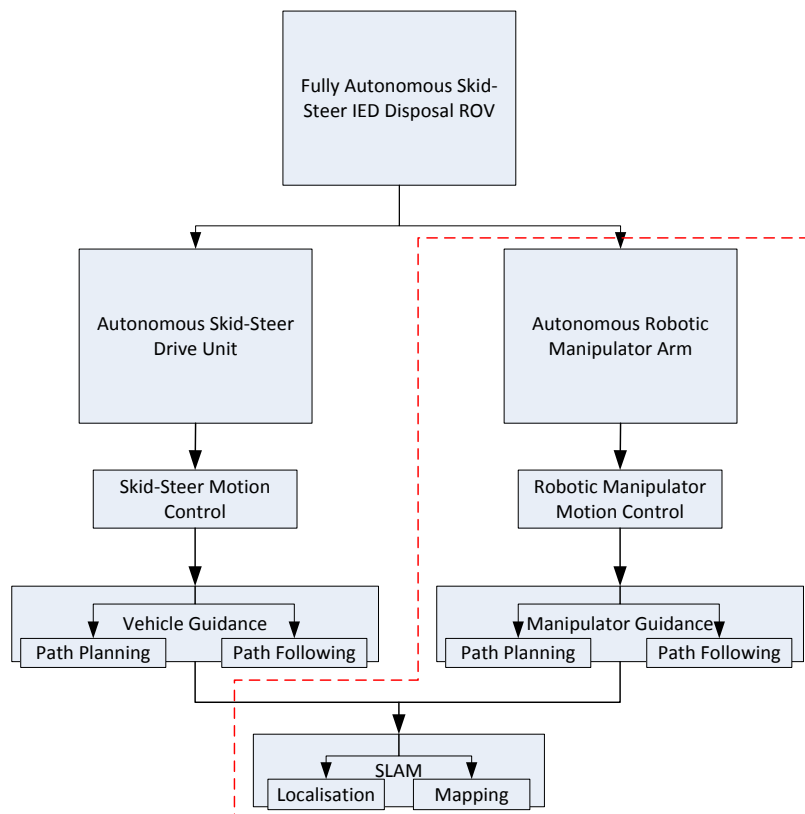 Fully Autonomous Skid-
Steer IED Disposal ROV
Autonomous Skid-Steer
Drive Unit
Autonomous Robotic
Manipulator Arm
Skid-Steer Motion
Control
Robotic Manipulator
Motion Control
Vehicle Guidance
Path Planning
Path Following
Manipulator Guidance
Path Planning
Path Following
SLAM
Localisation
Mapping